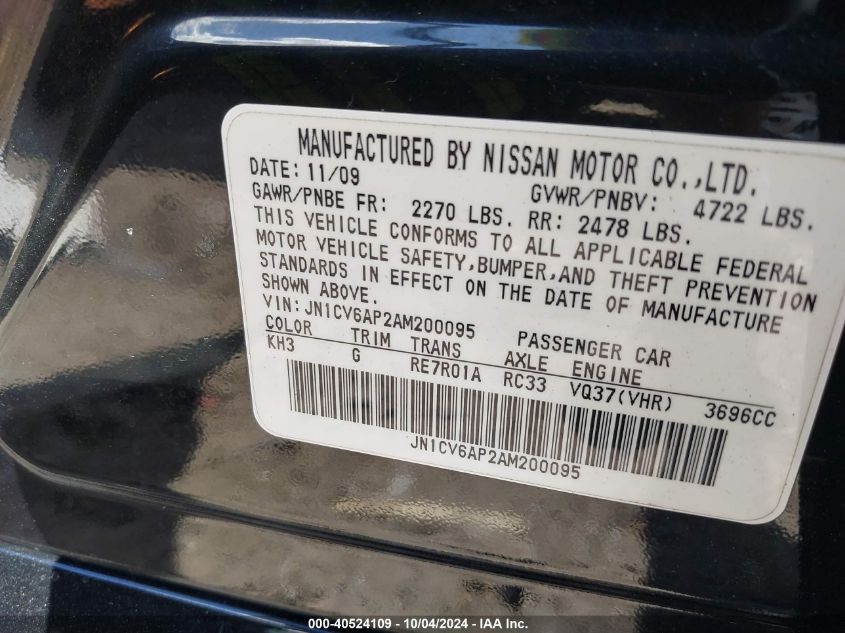 MANUFACTURED BY NISSAN MOTOR CO.,LTD.
DATE: 11/09 GVWR/PNBV: 4722 LBS.
GAWR/PNBE FR: 2270 LBS. RR: 2478 LBS.
THIS VEHICLE CONFORMS TO ALL APPLICABLE FEDERAL
MOTOR VEHICLE SAFETY,BUMPER,AND THEFT PREVENTION
STANDARDS IN EFFECT ON THE DATE OF MANUFACTURE
SHOWN ABOVE.
VIN: JN1CV6AP2AM200095 PASSENGER CAR
COLOR TRIM TRANS AXLE ENGINE
KH3 G RE7R01A RC33 VQ37(VHR) 3696CC
JN1CV6AP2AM200095
000-40524109 - 10/04/2024 - IAAI.com